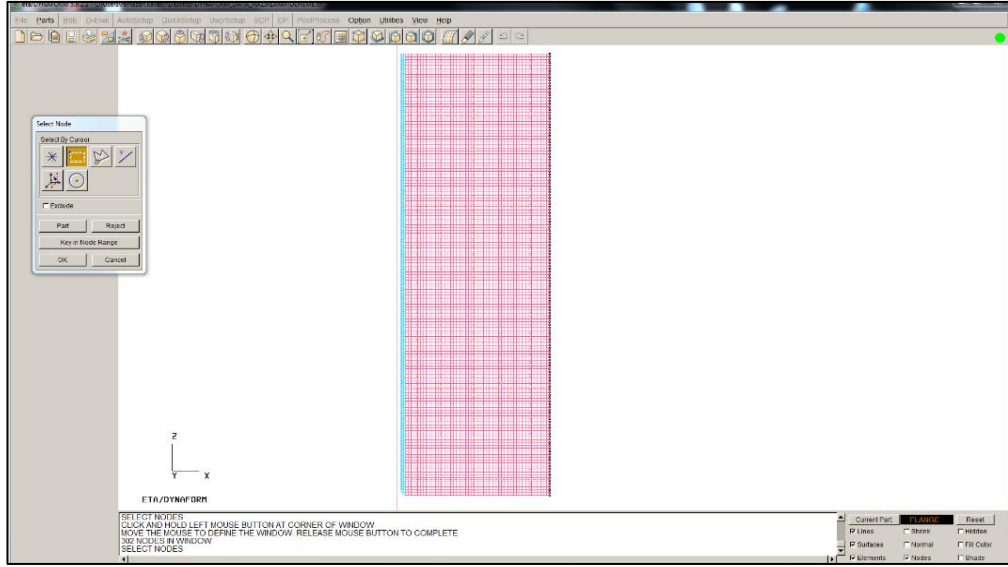 File Parts BSE D-Eval AutoSetup QuickSetup UserSetup SCP OP PostProcess Option Utilities View Help
Select Node
Select By Cursor
Exclude
Part Reject
Key in Node Range
OK Cancel
Z
Y X
ETA/DYNAFORM
SELECT NODES
CLICK AND HOLD LEFT MOUSE BUTTON AT CORNER OF WINDOW
MOVE THE MOUSE TO DEFINE THE WINDOW. RELEASE MOUSE BUTTON TO COMPLETE
302 NODES IN WINDOW
SELECT NODES
Current Part FLANGE Reset
Lines Shrink Hidden
Surfaces Normal Fill Color
Elements Nodes Shade